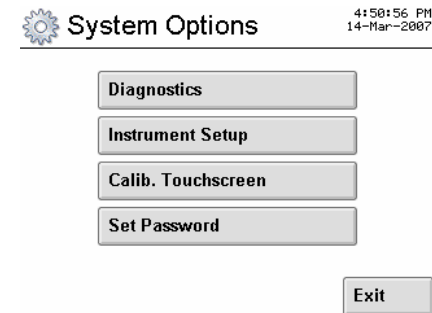 System Options
4:50:56 PM
14-Mar-2007
Diagnostics
Instrument Setup
Calib. Touchscreen
Set Password
Exit